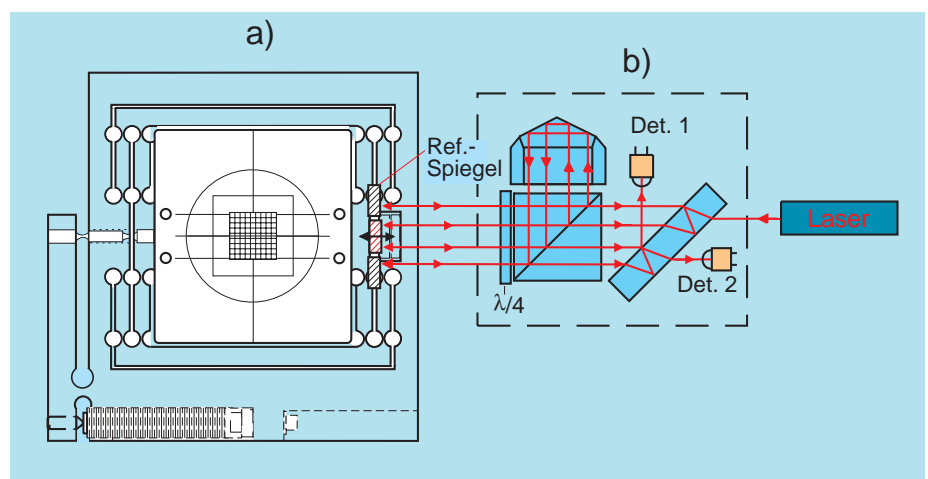 a)
b)
Ref.-
Spiegel
Det. 1
Laser
Det. 2
λ/4